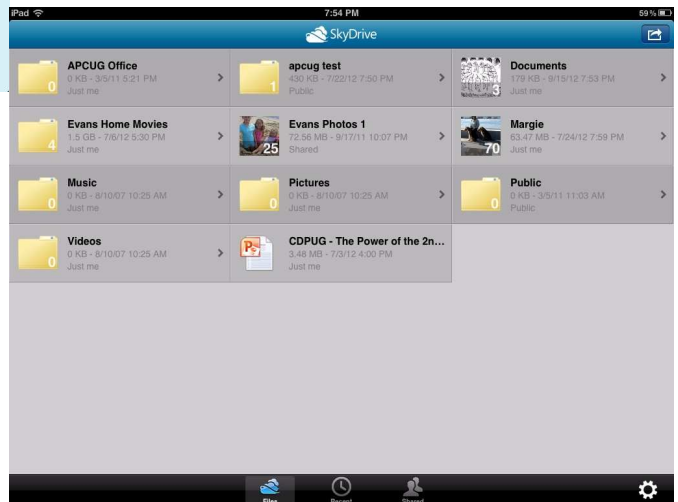 iPad 7:54 PM 59%
SkyDrive
APCUG Office
0 KB - 3/5/11 5:21 PM
Just me
0
apcug test
430 KB - 7/22/12 7:50 PM
Public
1
Documents
179 KB - 9/15/12 7:53 PM
Just me
3
Evans Home Movies
1.5 GB - 7/6/12 5:30 PM
Just me
4
Evans Photos 1
72.56 MB - 9/17/11 10:07 PM
Shared
25
Margie
63.47 MB - 7/24/12 7:59 PM
Just me
70
Music
0 KB - 8/10/07 10:25 AM
Just me
0
Pictures
0 KB - 8/10/07 10:25 AM
Just me
0
Public
0 KB - 3/5/11 11:03 AM
Public
0
Videos
0 KB - 8/10/07 10:25 AM
Just me
0
CDPUG - The Power of the 2n...
3.48 MB - 7/3/12 4:00 PM
Just me
Files Recent Shared